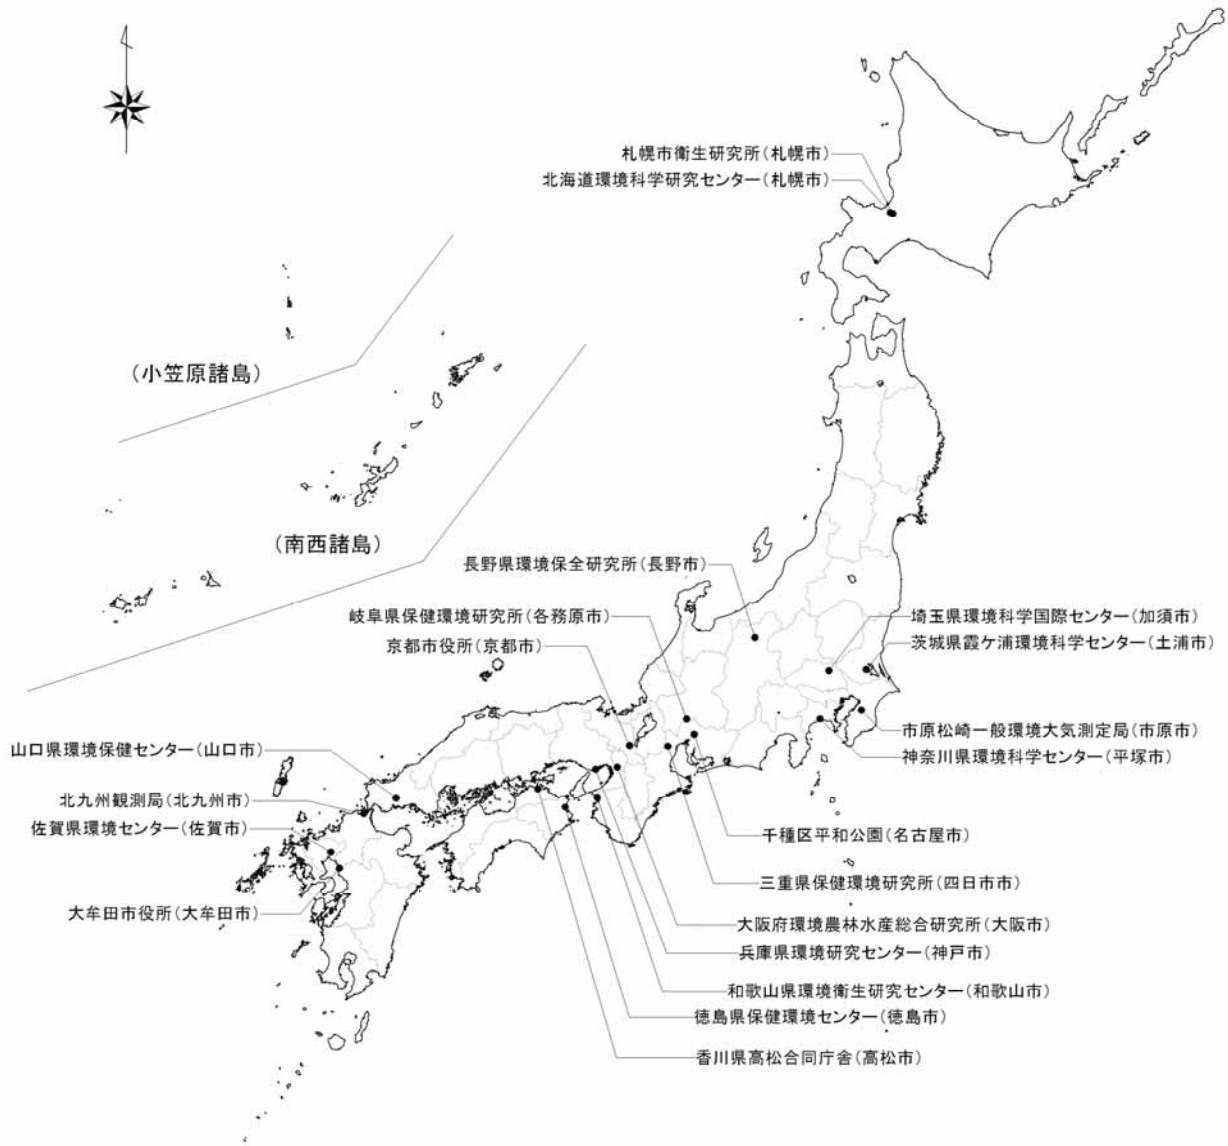 札幌市衛生研究所(札幌市)
北海道環境科学研究センター(札幌市)
(小笠原諸島)
(南西諸島)
長野県環境保全研究所(長野市)
岐阜県保健環境研究所(各務原市)
京都市役所(京都市)
埼玉県環境科学国際センター(加須市)
茨城県霞ケ浦環境科学センター(土浦市)
市原松崎一般環境大気測定局(市原市)
神奈川県環境科学センター(平塚市)
山口県環境保健センター(山口市)
北九州観測局(北九州市)
佐賀県環境センター(佐賀市)
大牟田市役所(大牟田市)
千種区平和公園(名古屋市)
三重県保健環境研究所(四日市市)
大阪府環境農林水産総合研究所(大阪市)
兵庫県環境研究センター(神戸市)
和歌山県環境衛生研究センター(和歌山市)
徳島県保健環境センター(徳島市)
香川県高松合同庁舎(高松市)